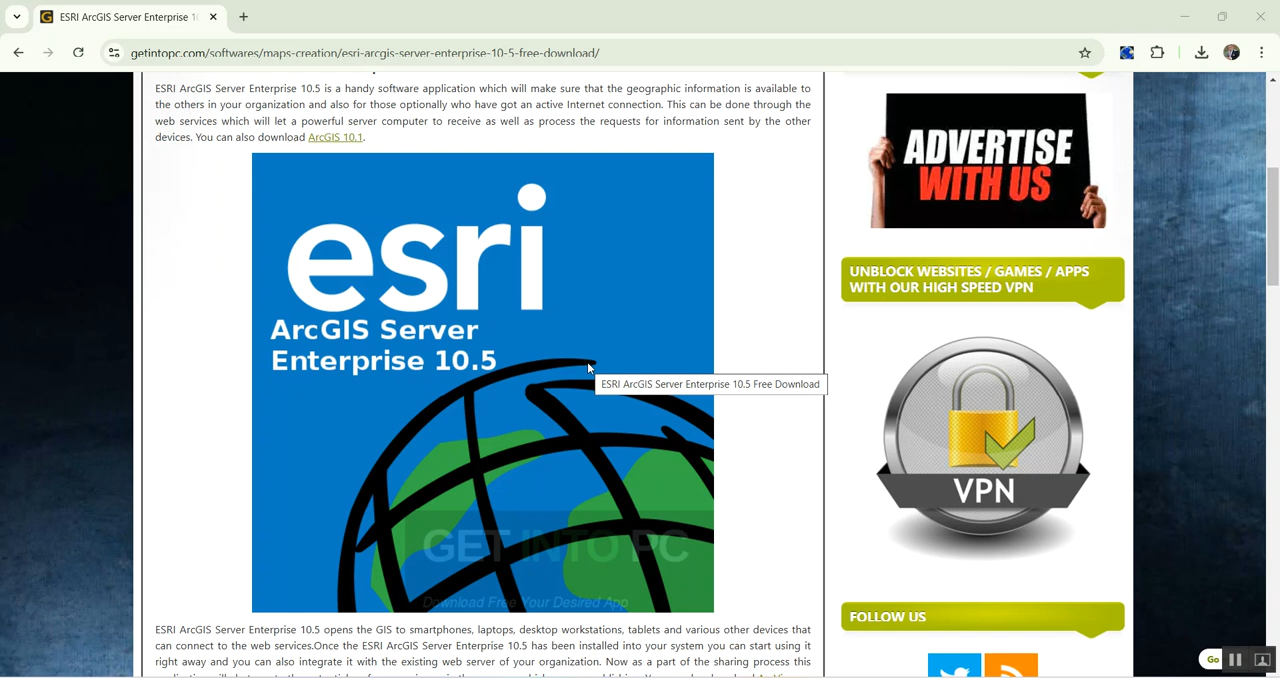 ESRI ArcGIS Server Enterprise 10
getintopc.com/softwares/maps-creation/esri-arcgis-server-enterprise-10-5-free-download/
ESRI ArcGIS Server Enterprise 10.5 is a handy software application which will make sure that the geographic information is available to
the others in your organization and also for those optionally who have got an active Internet connection. This can be done through the
web services which will let a powerful server computer to receive as well as process the requests for information sent by the other
devices. You can also download ArcGIS 10.1.
esri
ArcGIS Server
Enterprise 10.5
ESRI ArcGIS Server Enterprise 10.5 Free Download
GET INTO PC
Download Free Your Desired App
ESRI ArcGIS Server Enterprise 10.5 opens the GIS to smartphones, laptops, desktop workstations, tablets and various other devices that
can connect to the web services.Once the ESRI ArcGIS Server Enterprise 10.5 has been installed into your system you can start using it
right away and you can also integrate it with the existing web server of your organization. Now as a part of the sharing process this
ADVERTISE
WITH US
UNBLOCK WEBSITES / GAMES / APPS
WITH OUR HIGH SPEED VPN
VPN
FOLLOW US
Go